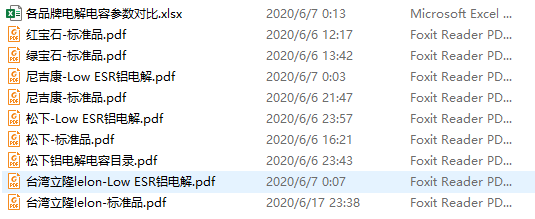 各品牌电解电容参数对比.xlsx 2020/6/7 0:13 Microsoft Excel ...
红宝石-标准品.pdf 2020/6/6 12:17 Foxit Reader PD...
绿宝石-标准品.pdf 2020/6/6 13:42 Foxit Reader PD...
尼吉康-Low ESR铝电解.pdf 2020/6/7 0:03 Foxit Reader PD...
尼吉康-标准品.pdf 2020/6/6 21:47 Foxit Reader PD...
松下-Low ESR铝电解.pdf 2020/6/6 23:57 Foxit Reader PD...
松下-标准品.pdf 2020/6/6 16:21 Foxit Reader PD...
松下铝电解电容目录.pdf 2020/6/6 23:43 Foxit Reader PD...
台湾立隆lelon-Low ESR铝电解.pdf 2020/6/7 0:07 Foxit Reader PD...
台湾立隆lelon-标准品.pdf 2020/6/17 23:38 Foxit Reader PD...